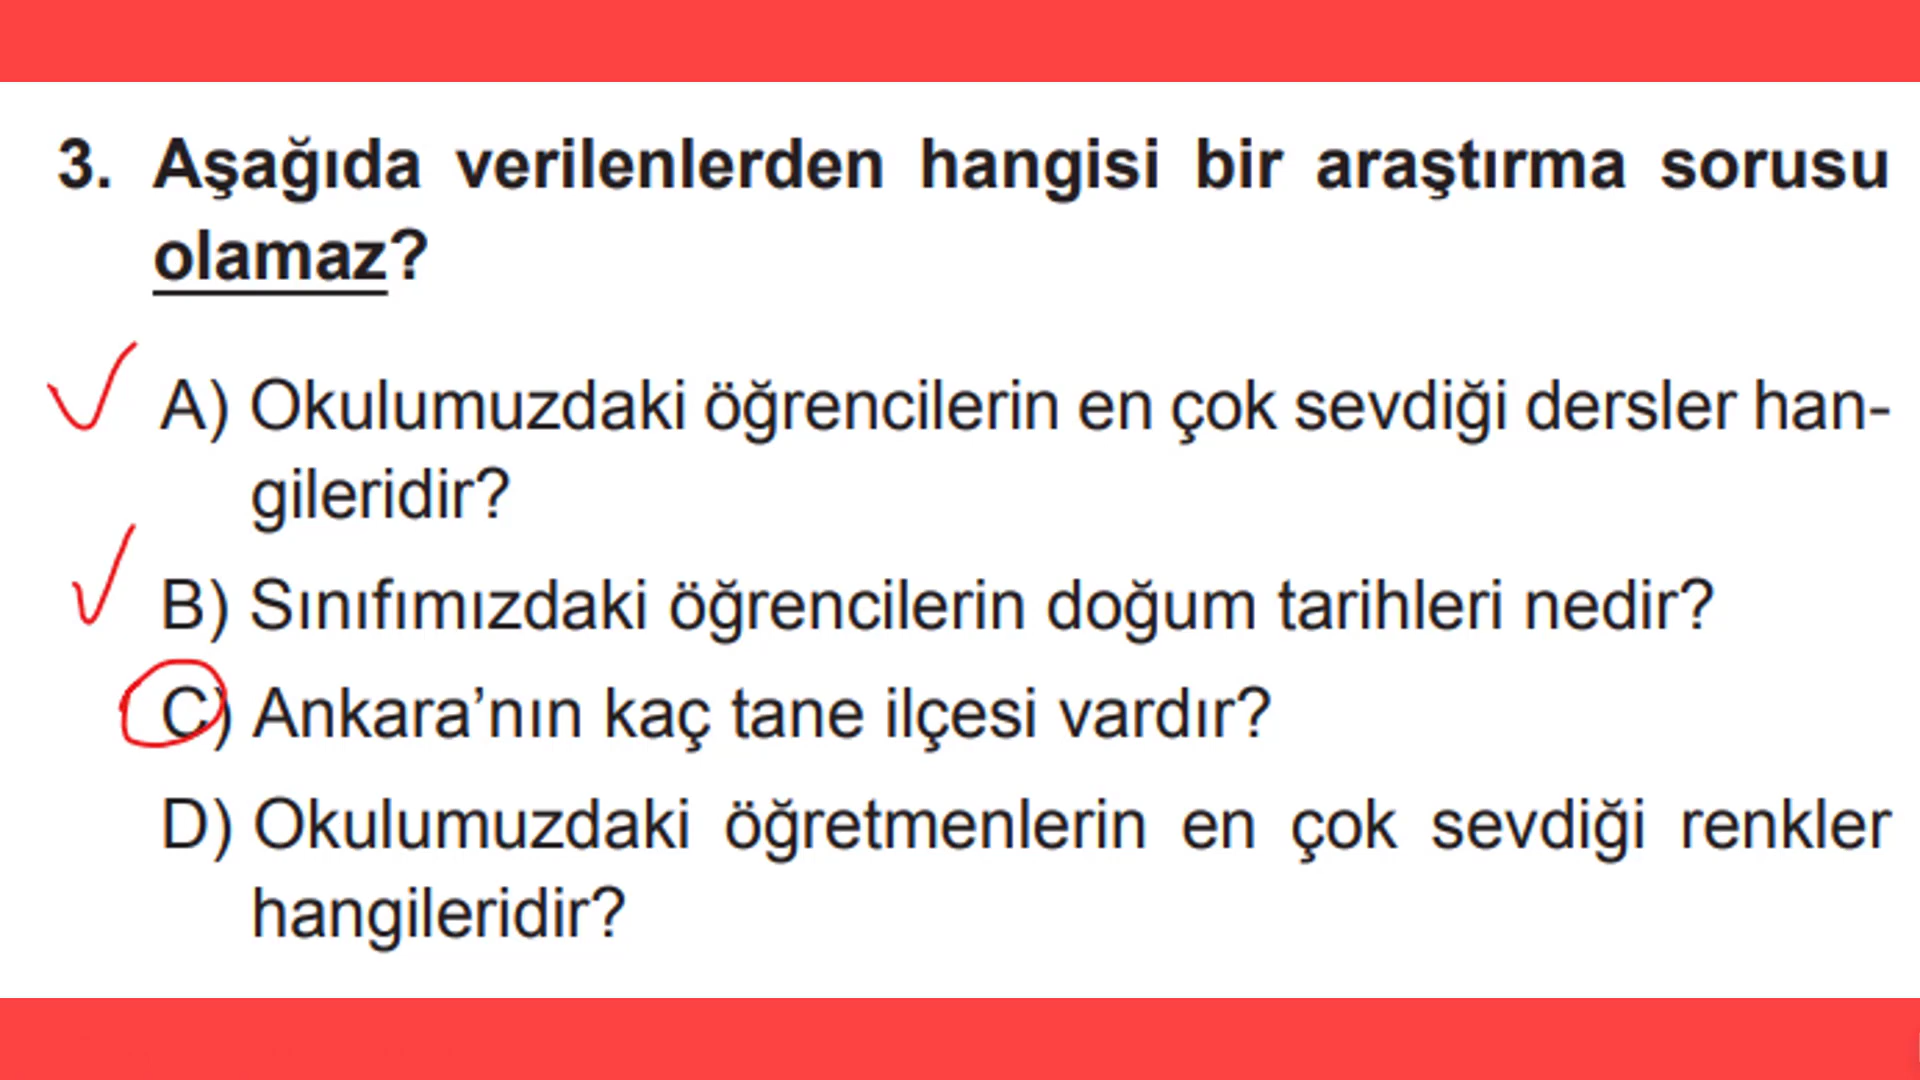 3. Aşağıda verilenlerden hangisi bir araştırma sorusu
olamaz?
A) Okulumuzdaki öğrencilerin en çok sevdiği dersler han-
gileridir?
B) Sınıfımızdaki öğrencilerin doğum tarihleri nedir?
C) Ankara’nın kaç tane ilçesi vardır?
D) Okulumuzdaki öğretmenlerin en çok sevdiği renkler
hangileridir?